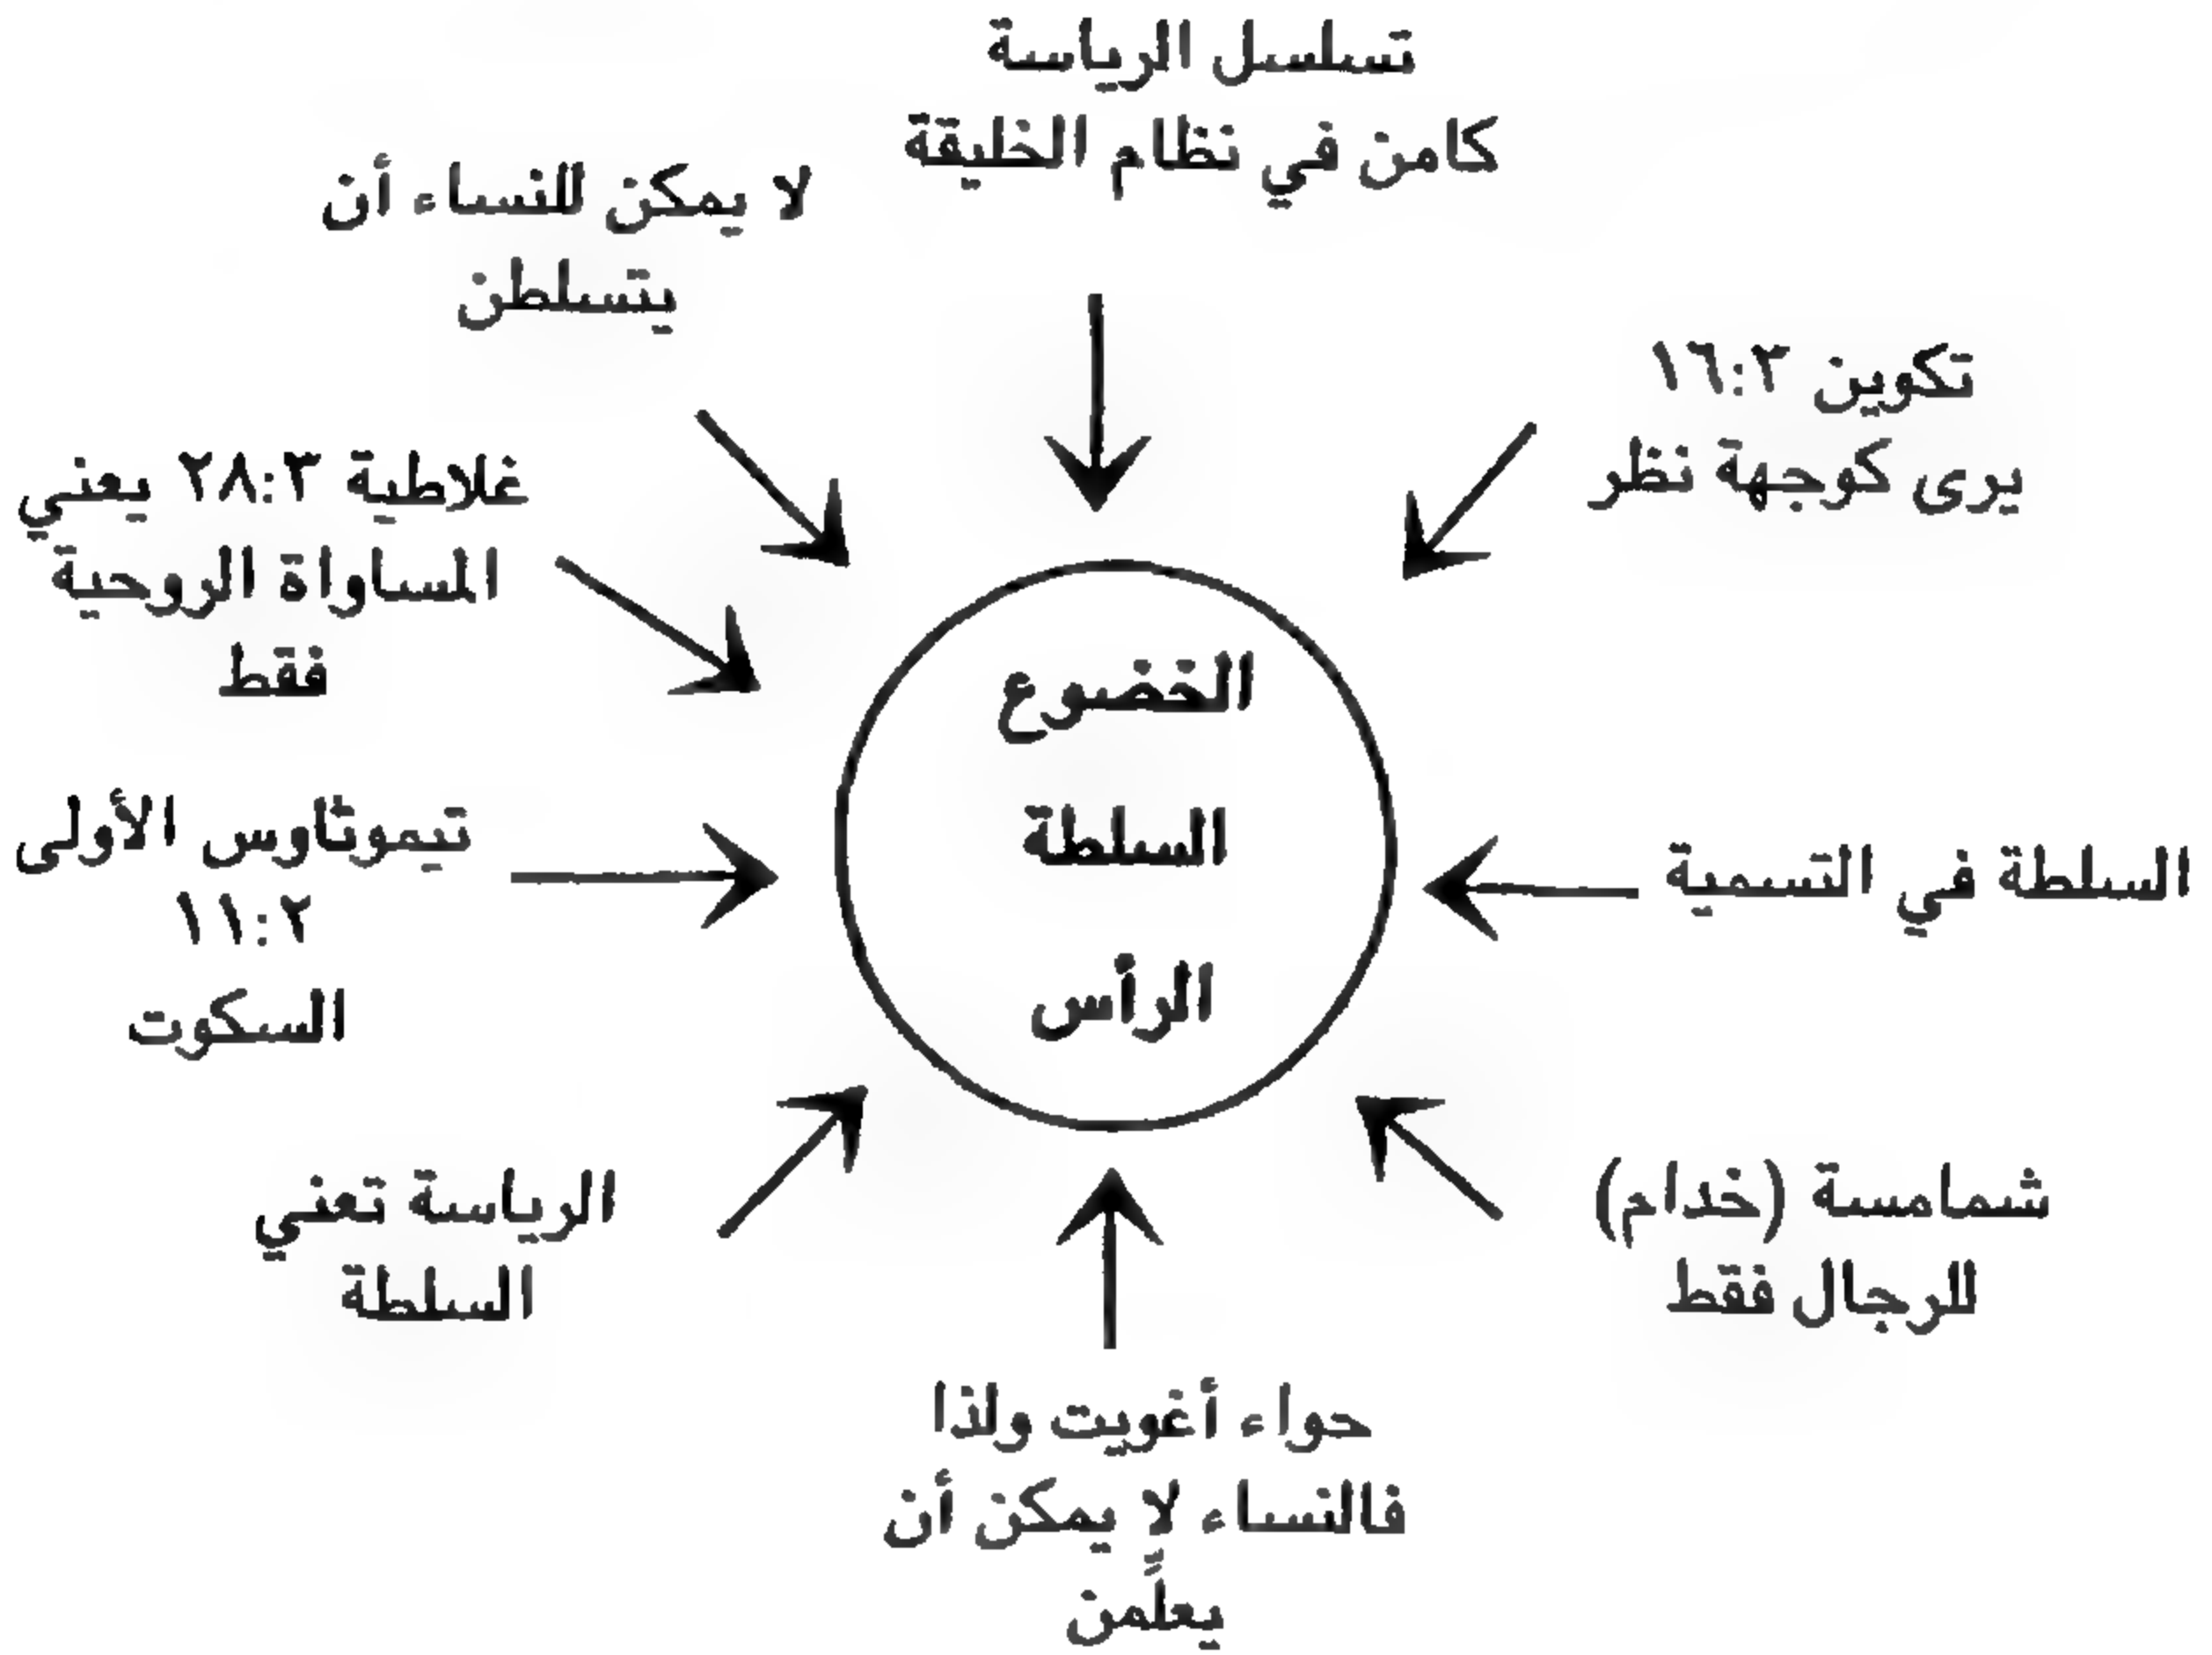 تسلسل الرياسة
كامن في نظام الخليقة
تكوين ١٦:٣
يرى كوجهة نظر
السلطة في التسمية
شمامسة (خدام)
للرجال فقط
حواء أغويت ولذا
فالنساء لا يمكن أن
يعلِّمن
الرياسة تعني
السلطة
تيموثاوس الأولى
١١:٢
السكوت
غلاطية ٢٨:٣ يعني
المساواة الروحية
فقط
لا يمكن للنساء أن
يتسلطن
الخضوع
السلطة
الرأس